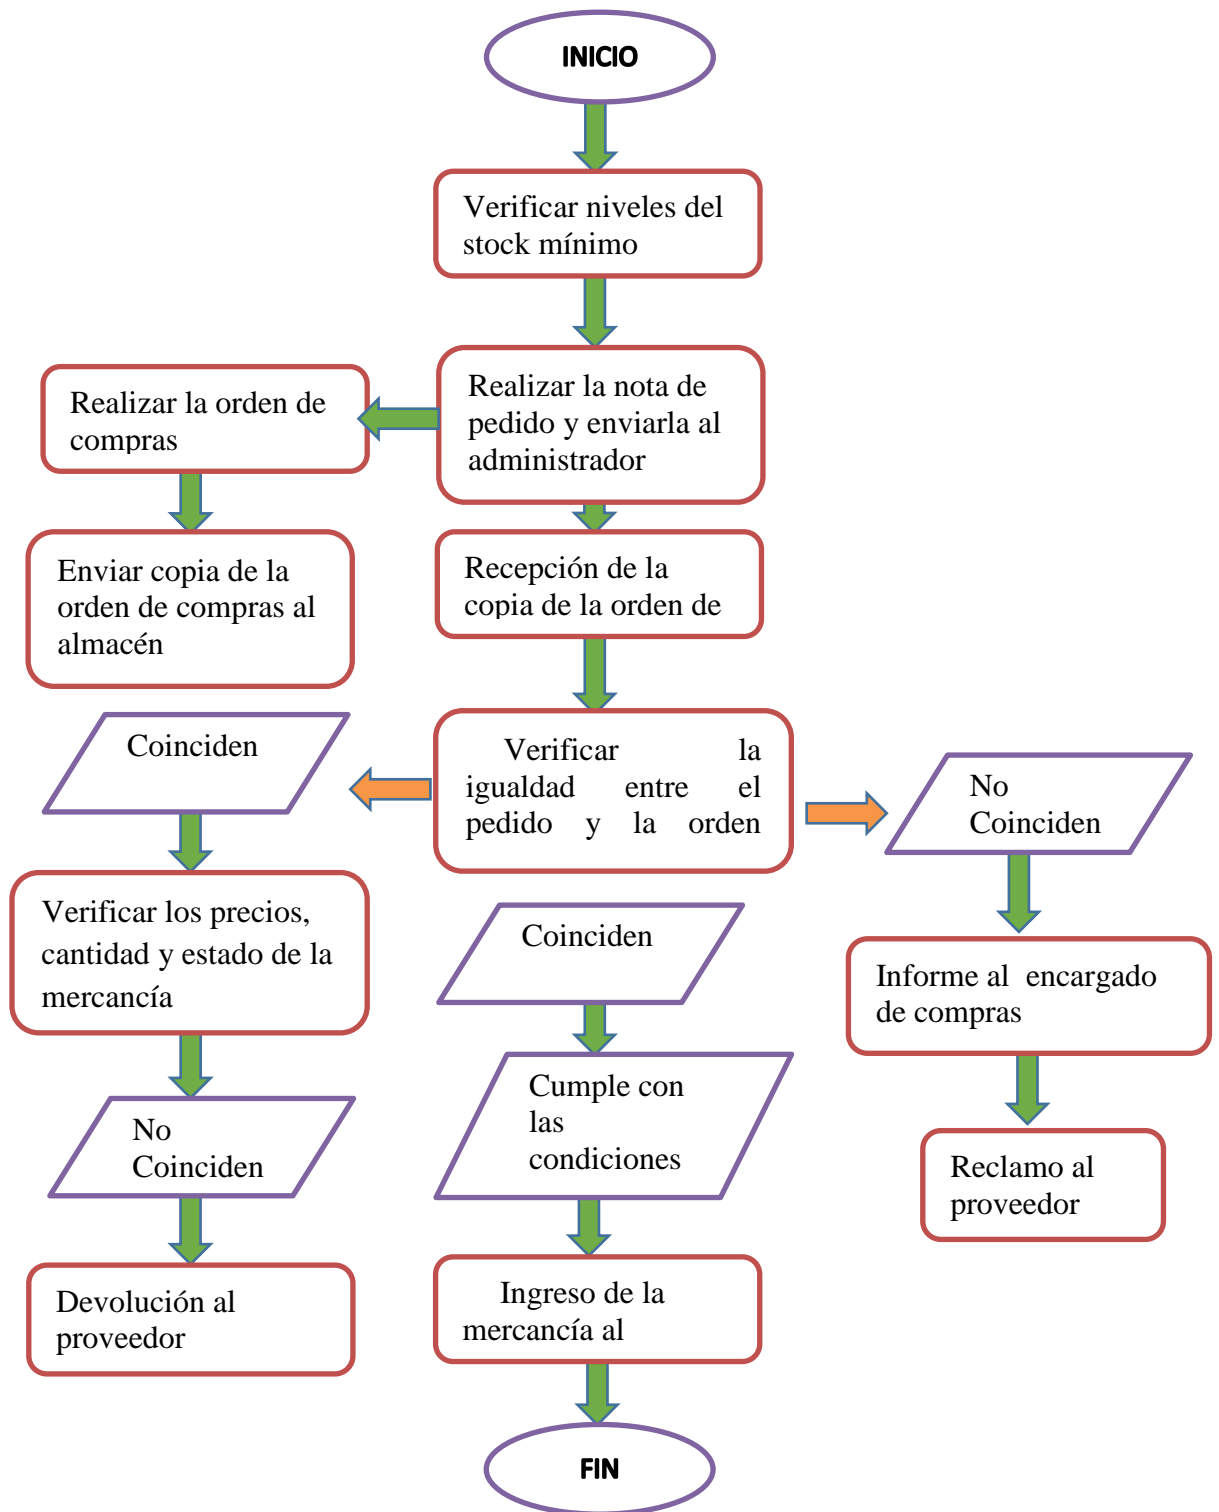 INICIO
Verificar niveles del
stock mínimo
Realizar la nota de
pedido y enviarla al
administrador
Realizar la orden de
compras
Enviar copia de la
orden de compras al
almacén
Recepción de la
copia de la orden de
Verificar la
igualdad entre el
pedido y la orden
Coinciden
No
Coinciden
Verificar los precios,
cantidad y estado de la
mercancía
Coinciden
Informe al encargado
de compras
Cumple con
las
condiciones
No
Coinciden
Reclamo al
proveedor
Devolución al
proveedor
Ingreso de la
mercancía al
FIN